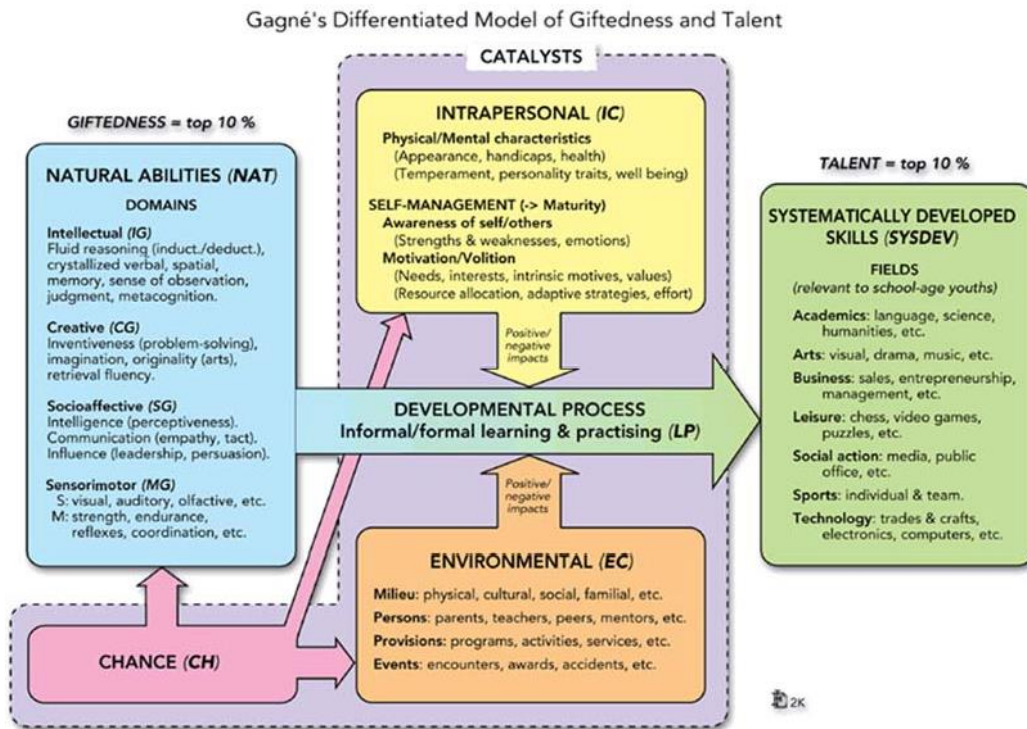 Gagné's Differentiated Model of Giftedness and Talent
CATALYSTS
GIFTEDNESS = top 10 %
NATURAL ABILITIES (NAT)
DOMAINS
Intellectual (IG)
Fluid reasoning (induct./deduct.),
crystallized verbal, spatial,
memory, sense of observation,
judgment, metacognition.
Creative (CG)
Inventiveness (problem-solving),
imagination, originality (arts),
retrieval fluency.
Socioaffective (SG)
Intelligence (perceptiveness).
Communication (empathy, tact).
Influence (leadership, persuasion).
Sensorimotor (MG)
S: visual, auditory, olfactive, etc.
M: strength, endurance,
reflexes, coordination, etc.
INTRAPERSONAL (IC)
Physical/Mental characteristics
(Appearance, handicaps, health)
(Temperament, personality traits, well being)
SELF-MANAGEMENT (-> Maturity)
Awareness of self/others
(Strengths & weaknesses, emotions)
Motivation/Volition
(Needs, interests, intrinsic motives, values)
(Resource allocation, adaptive strategies, effort)
Positive/
negative
impacts
DEVELOPMENTAL PROCESS
Informal/formal learning & practising (LP)
Positive/
negative
impacts
ENVIRONMENTAL (EC)
Milieu: physical, cultural, social, familial, etc.
Persons: parents, teachers, peers, mentors, etc.
Provisions: programs, activities, services, etc.
Events: encounters, awards, accidents, etc.
CHANCE (CH)
TALENT = top 10 %
SYSTEMATICALLY DEVELOPED
SKILLS (SYSDEV)
FIELDS
(relevant to school-age youths)
Academics: language, science,
humanities, etc.
Arts: visual, drama, music, etc.
Business: sales, entrepreneurship,
management, etc.
Leisure: chess, video games,
puzzles, etc.
Social action: media, public
office, etc.
Sports: individual & team.
Technology: trades & crafts,
electronics, computers, etc.
2K